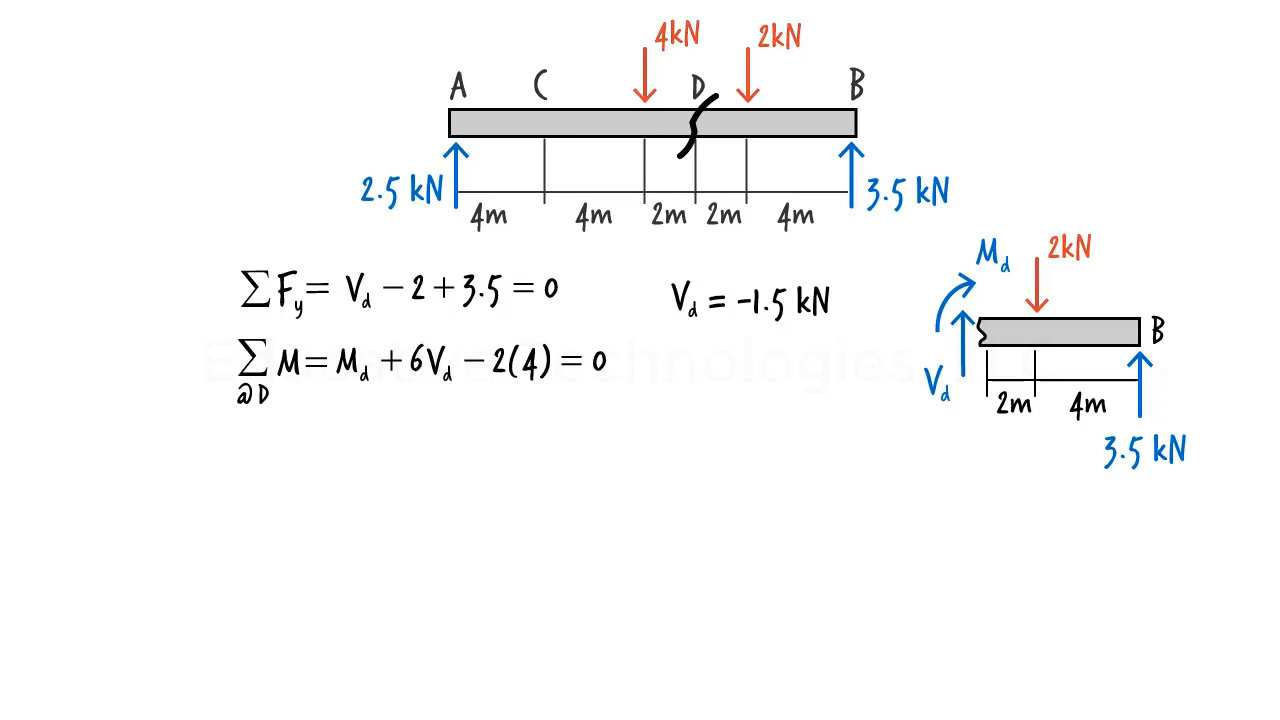 4kN 2kN
A C D B
2.5 kN 3.5 kN
4m 4m 2m 2m 4m
∑F_y = V_d − 2 + 3.5 = 0 V_d = -1.5 kN
∑M = M_d + 6V_d − 2(4) = 0
@D
M_d 2kN
B
V_d
2m 4m
3.5 kN